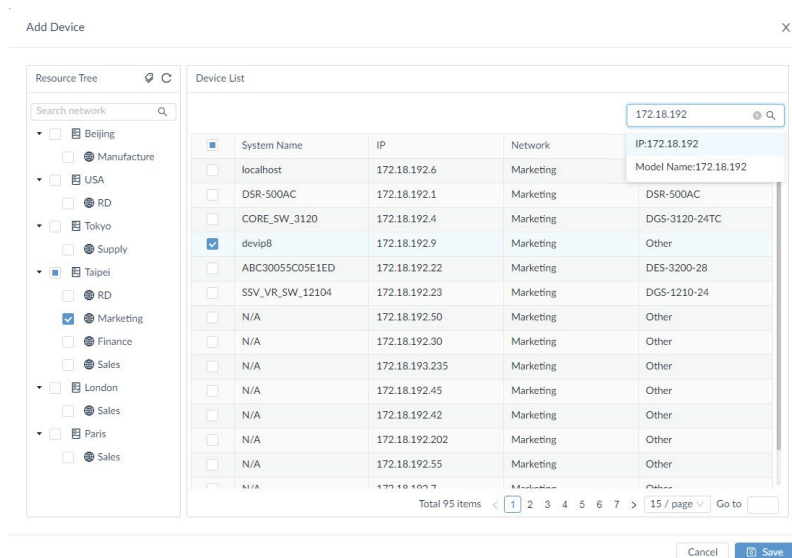 Add Device
X
Resource Tree
Search network
Beijing
Manufacture
USA
RD
Tokyo
Supply
Taipei
RD
Marketing
Finance
Sales
London
Sales
Paris
Sales
Device List
172.18.192
IP:172.18.192
Model Name:172.18.192
System Name IP Network
localhost 172.18.192.6 Marketing
DSR-500AC 172.18.192.1 Marketing DSR-500AC
CORE_SW_3120 172.18.192.4 Marketing DGS-3120-24TC
devip8 172.18.192.9 Marketing Other
ABC30055C05E1ED 172.18.192.22 Marketing DES-3200-28
SSV_VR_SW_12104 172.18.192.23 Marketing DGS-1210-24
N/A 172.18.192.50 Marketing Other
N/A 172.18.192.30 Marketing Other
N/A 172.18.193.235 Marketing Other
N/A 172.18.192.45 Marketing Other
N/A 172.18.192.42 Marketing Other
N/A 172.18.192.202 Marketing Other
N/A 172.18.192.55 Marketing Other
N/A 172.18.192.7 Marketing Other
Total 95 items < 1 2 3 4 5 6 7 > 15 / page Go to
Cancel Save